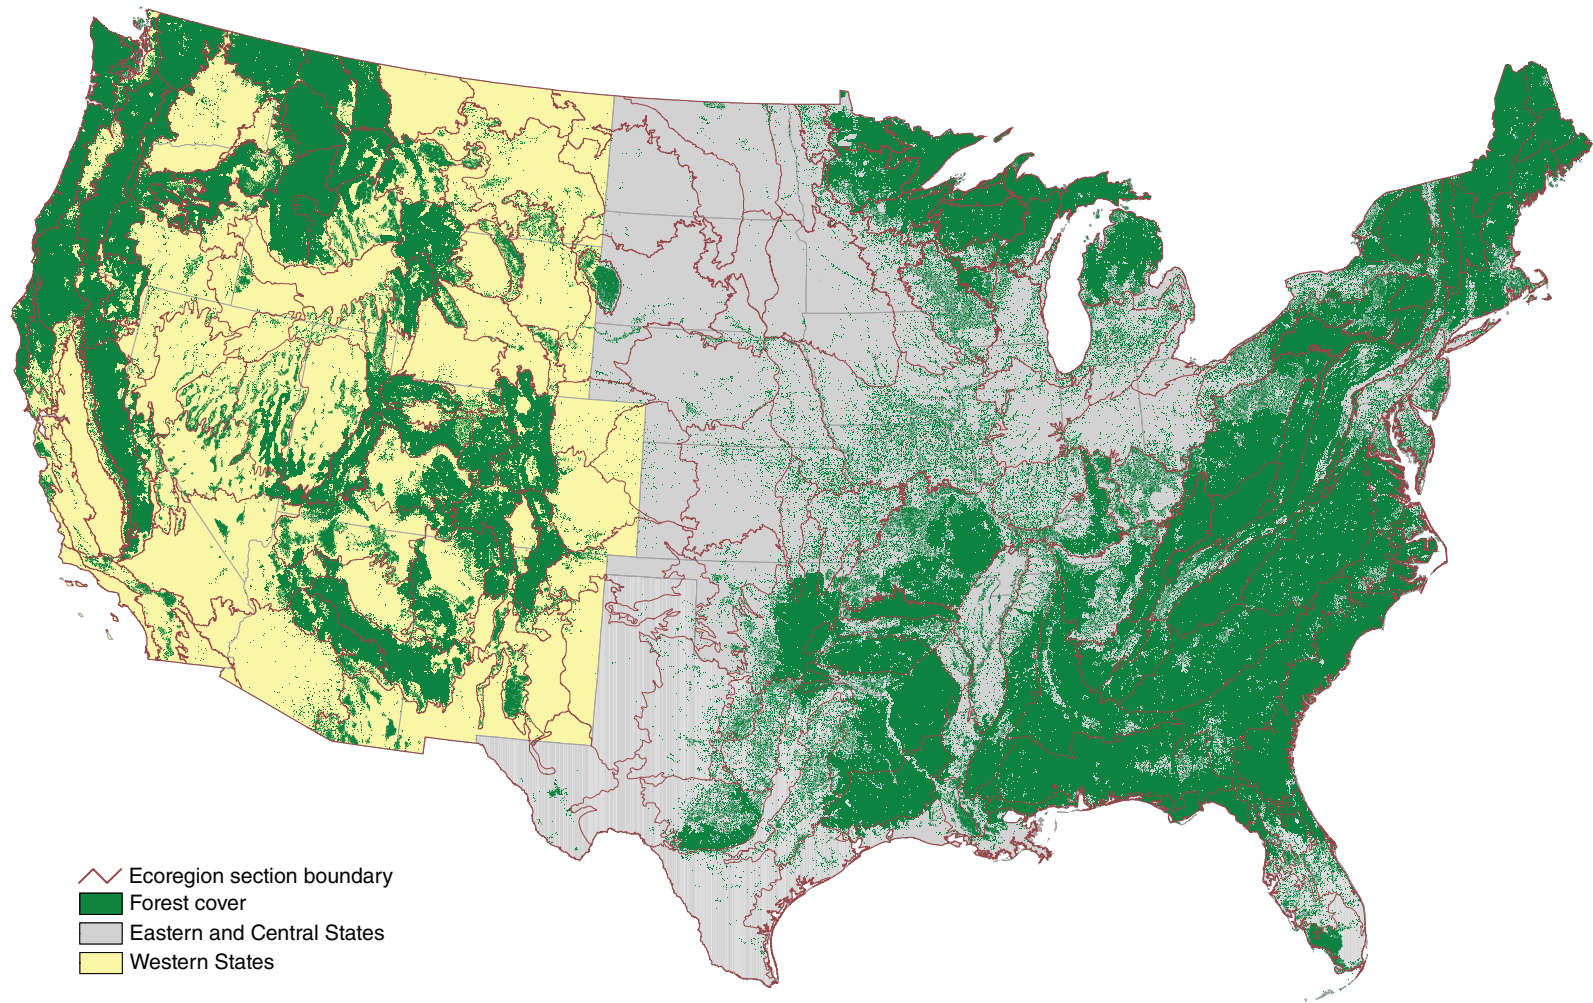 Ecoregion section boundary
Forest cover
Eastern and Central States
Western States